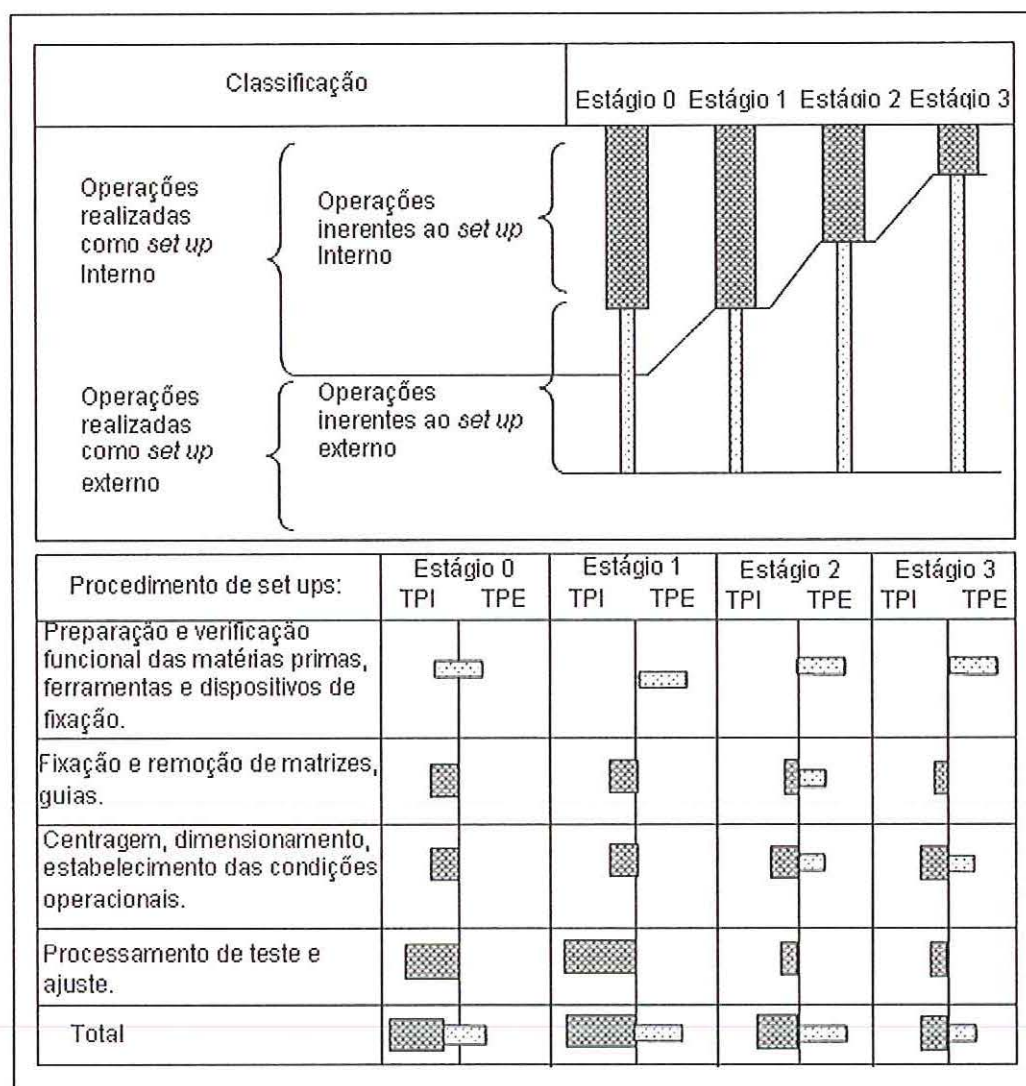 Classificação
Estágio 0 Estágio 1 Estágio 2 Estágio 3
Operações
realizadas
como set up
Interno
Operações
inerentes ao set up
Interno
Operações
realizadas
como set up
externo
Operações
inerentes ao set up
externo
Procedimento de set ups:
Estágio 0
TPI TPE
Estágio 1
TPI TPE
Estágio 2
TPI TPE
Estágio 3
TPI TPE
Preparação e verificação
funcional das matérias primas,
ferramentas e dispositivos de
fixação.
Fixação e remoção de matrizes,
guias.
Centragem, dimensionamento,
estabelecimento das condições
operacionais.
Processamento de teste e
ajuste.
Total